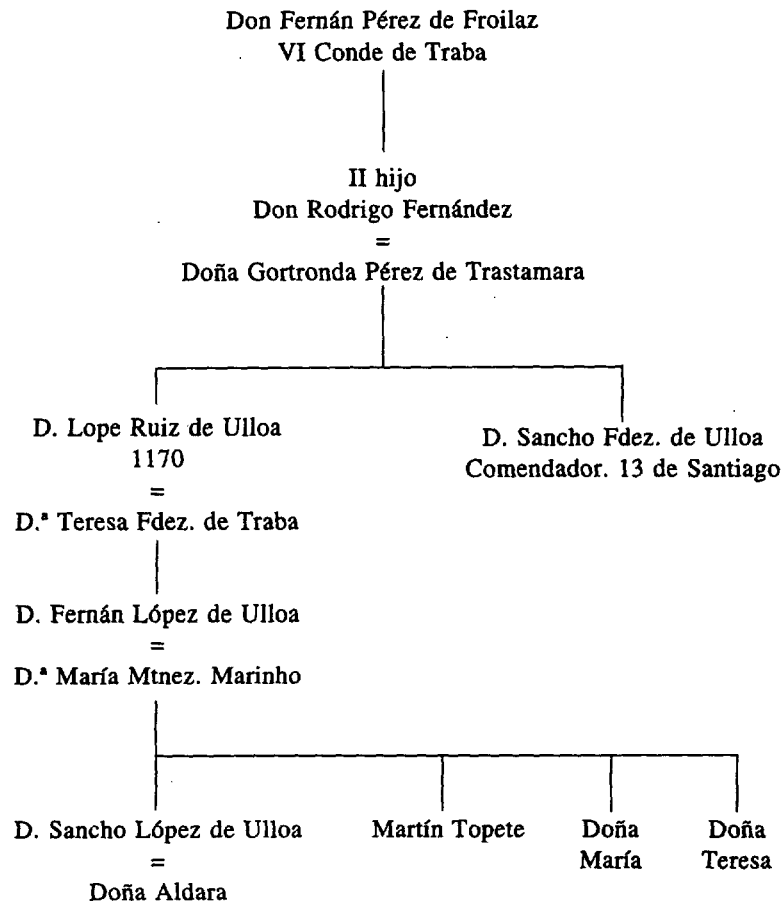 Don Fernán Pérez de Froilaz
VI Conde de Traba
II hijo
Don Rodrigo Fernández
=
Doña Gortronda Pérez de Trastamara
D. Lope Ruiz de Ulloa
1170
=
D.ª Teresa Fdez. de Traba
D. Sancho Fdez. de Ulloa
Comendador. 13 de Santiago
D. Fernán López de Ulloa
=
D.ª María Mtnez. Marinho
D. Sancho López de Ulloa
=
Doña Aldara
Martín Topete
Doña
María
Doña
Teresa